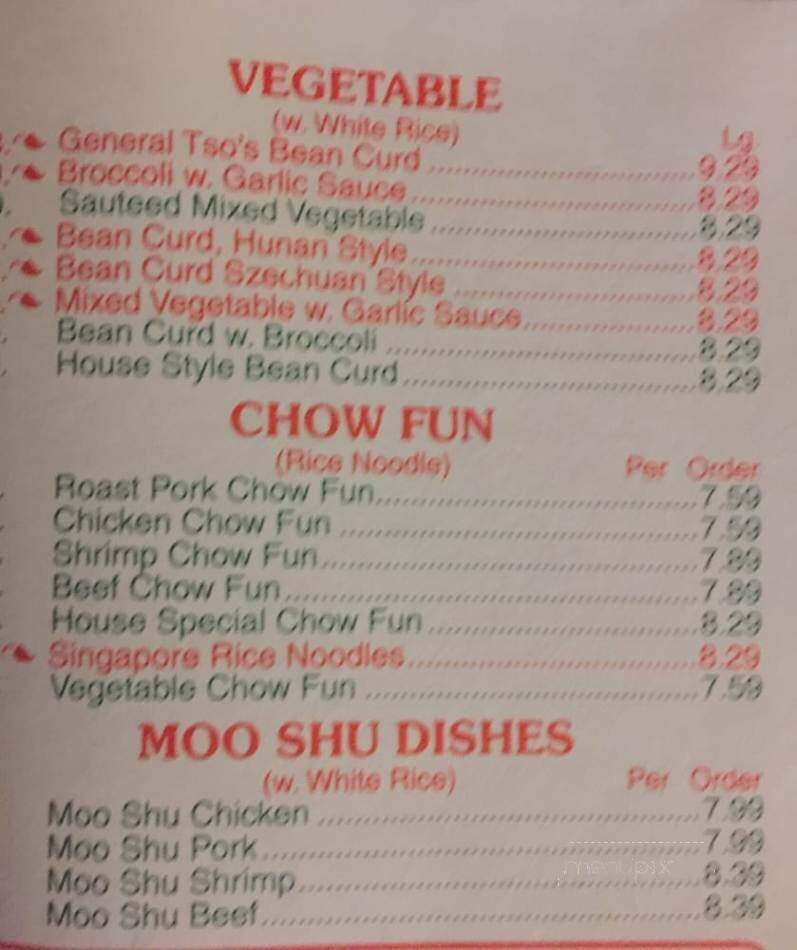 VEGETABLE
(w. White Rice) Lg.
General Tso's Bean Curd 9.29
Broccoli w. Garlic Sauce 8.29
Sauteed Mixed Vegetable 8.29
Bean Curd, Hunan Style 8.29
Bean Curd Szechuan Style 8.29
Mixed Vegetable w. Garlic Sauce 8.29
Bean Curd w. Broccoli 8.29
House Style Bean Curd 8.29
CHOW FUN
(Rice Noodle) Per Order
Roast Pork Chow Fun 7.59
Chicken Chow Fun 7.59
Shrimp Chow Fun 7.89
Beef Chow Fun 7.89
House Special Chow Fun 8.29
Singapore Rice Noodles 8.29
Vegetable Chow Fun 7.59
MOO SHU DISHES
(w. White Rice) Per Order
Moo Shu Chicken 7.99
Moo Shu Pork 7.99
Moo Shu Shrimp 8.39
Moo Shu Beef 8.39
menupix